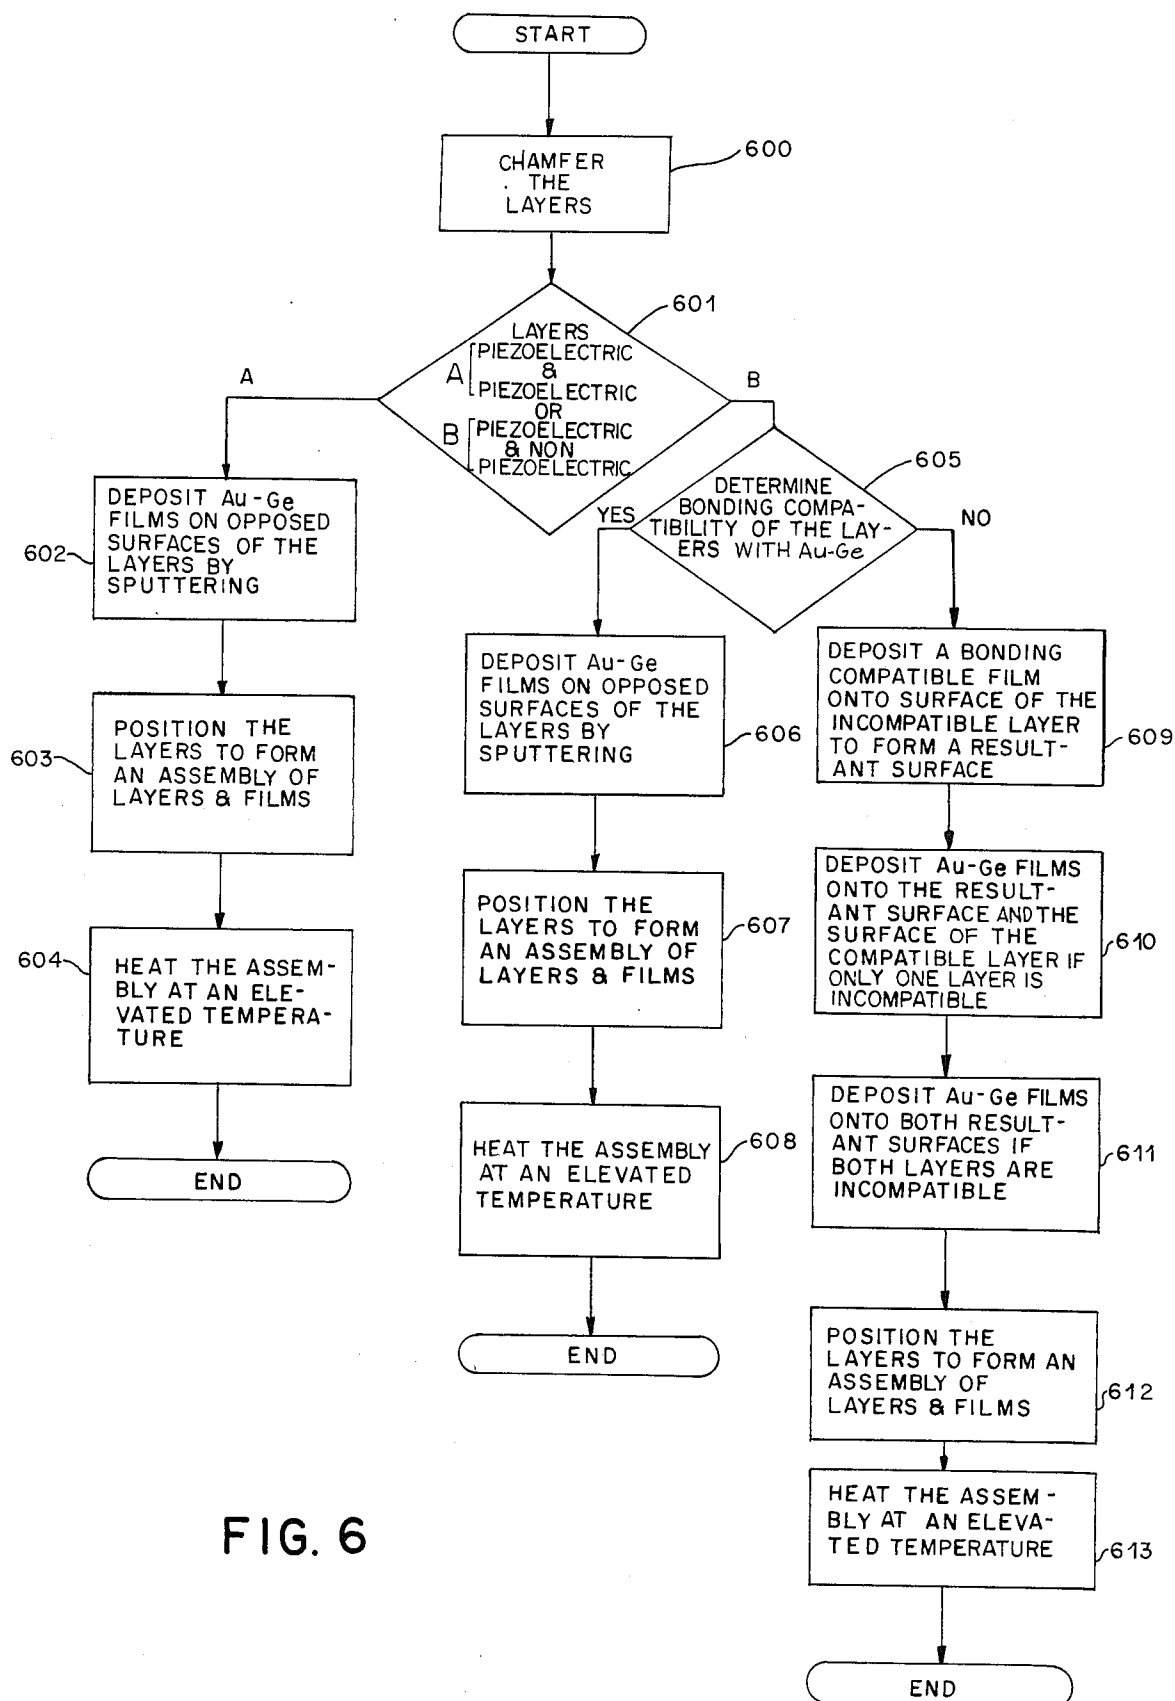 START
CHAMFER
THE
LAYERS
600
601
LAYERS
A PIEZOELECTRIC
&
PIEZOELECTRIC
OR
B PIEZOELECTRIC
& NON
PIEZOELECTRIC
A
B
DEPOSIT Au-Ge
FILMS ON OPPOSED
SURFACES OF THE
LAYERS BY
SPUTTERING
602
POSITION THE
LAYERS TO FORM
AN ASSEMBLY OF
LAYERS & FILMS
603
HEAT THE ASSEM-
BLY AT AN ELE-
VATED TEMPERA-
TURE
604
END
605
DETERMINE
BONDING COMPA-
TIBILITY OF THE LAY-
ERS WITH Au-Ge
YES
NO
DEPOSIT Au-Ge
FILMS ON OPPOSED
SURFACES OF THE
LAYERS BY
SPUTTERING
606
POSITION THE
LAYERS TO FORM
AN ASSEMBLY OF
LAYERS & FILMS
607
HEAT THE ASSEMBLY
AT AN ELEVATED
TEMPERATURE
608
END
DEPOSIT A BONDING
COMPATIBLE FILM
ONTO SURFACE OF THE
INCOMPATIBLE LAYER
TO FORM A RESULT-
ANT SURFACE
609
DEPOSIT Au-Ge FILMS
ONTO THE RESULT-
ANT SURFACE AND THE
SURFACE OF THE
COMPATIBLE LAYER IF
ONLY ONE LAYER IS
INCOMPATIBLE
610
DEPOSIT Au-Ge FILMS
ONTO BOTH RESULT-
ANT SURFACES IF
BOTH LAYERS ARE
INCOMPATIBLE
611
POSITION THE
LAYERS TO FORM AN
ASSEMBLY OF
LAYERS & FILMS
612
HEAT THE ASSEM-
BLY AT AN ELEVA-
TED TEMPERATURE
613
END
FIG. 6